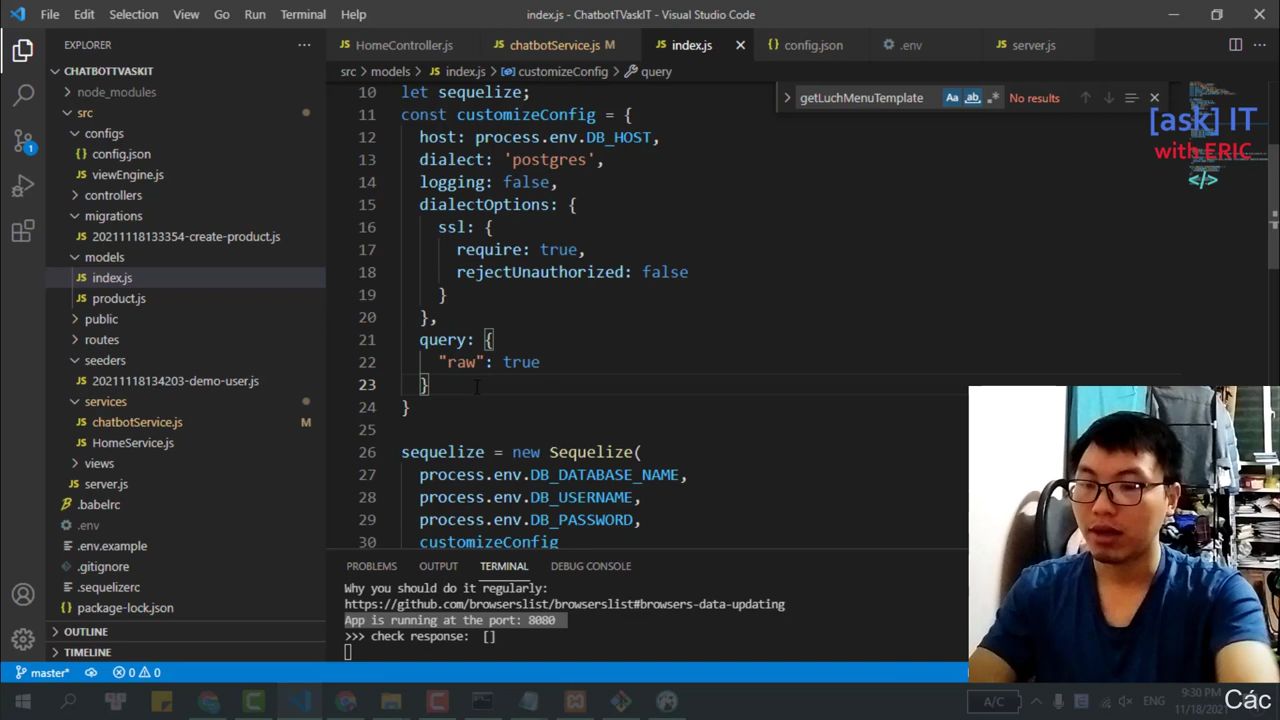 File Edit Selection View Go Run Terminal Help
index.js - ChatbotTVaskIT - Visual Studio Code
EXPLORER
HomeController.js
chatbotService.js M
index.js
config.json
.env
server.js
CHATBOTTVASKIT
node_modules
src
configs
config.json
viewEngine.js
controllers
migrations
20211118133354-create-product.js
models
index.js
product.js
public
routes
seeders
20211118134203-demo-user.js
services
chatbotService.js M
HomeService.js
views
server.js
.babelrc
.env
.env.example
.gitignore
.sequelizerc
package-lock.json
OUTLINE
TIMELINE
src > models > index.js > customizeConfig > query
getLuchMenuTemplate Aa ab No results
[ask] IT
with ERIC
</>
10 let sequelize;
11 const customizeConfig = {
12 host: process.env.DB_HOST,
13 dialect: 'postgres',
14 logging: false,
15 dialectOptions: {
16 ssl: {
17 require: true,
18 rejectUnauthorized: false
19 }
20 },
21 query: {
22 "raw": true
23 }
24 }
25
26 sequelize = new Sequelize(
27 process.env.DB_DATABASE_NAME,
28 process.env.DB_USERNAME,
29 process.env.DB_PASSWORD,
30 customizeConfig
PROBLEMS OUTPUT TERMINAL DEBUG CONSOLE
Why you should do it regularly:
https://github.com/browserslist/browserslist#browsers-data-updating
App is running at the port: 8080
>>> check response: []
master* 0 0
A/C
ENG
9:30 PM
11/18/2021
Các